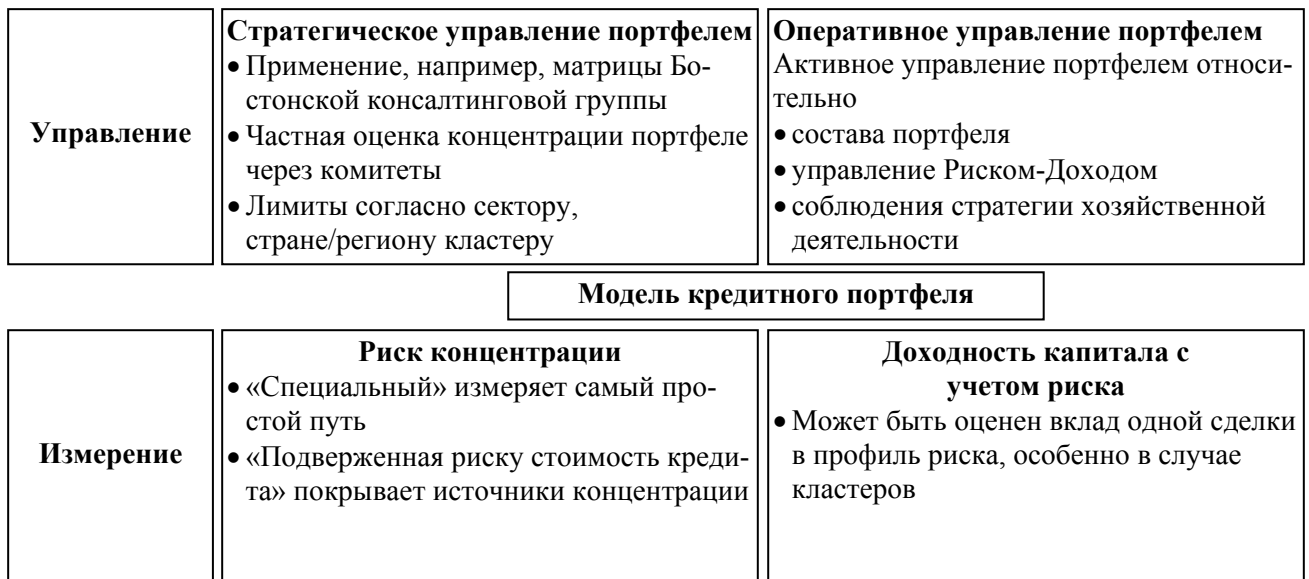 Управление
Стратегическое управление портфелем
• Применение, например, матрицы Бо-
стонской консалтинговой группы
• Частная оценка концентрации портфеле
через комитеты
• Лимиты согласно сектору,
стране/региону кластеру
Оперативное управление портфелем
Активное управление портфелем относи-
тельно
• состава портфеля
• управление Риском-Доходом
• соблюдения стратегии хозяйственной
деятельности
Модель кредитного портфеля
Измерение
Риск концентрации
• «Специальный» измеряет самый про-
стой путь
• «Подверженная риску стоимость креди-
та» покрывает источники концентрации
Доходность капитала с
учетом риска
• Может быть оценен вклад одной сделки
в профиль риска, особенно в случае
кластеров